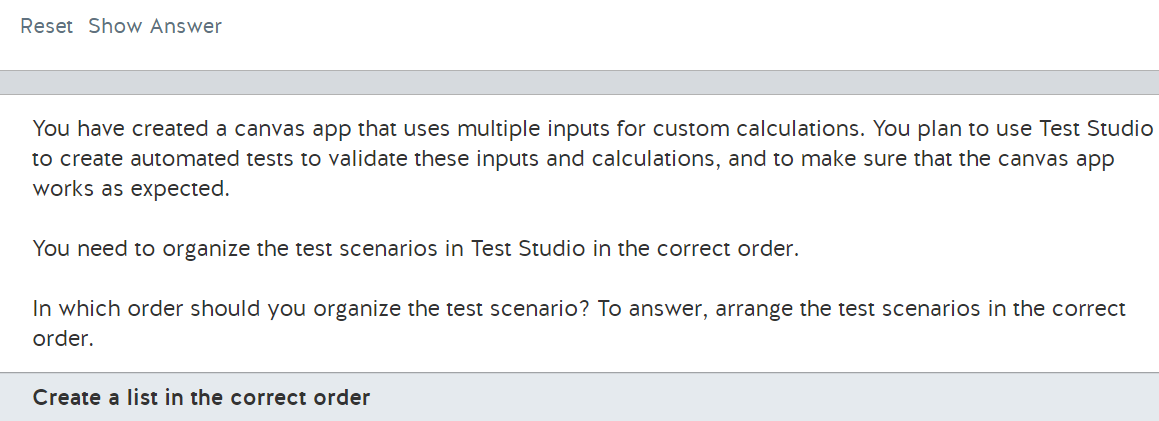 Reset Show Answer
You have created a canvas app that uses multiple inputs for custom calculations. You plan to use Test Studio
to create automated tests to validate these inputs and calculations, and to make sure that the canvas app
works as expected.
You need to organize the test scenarios in Test Studio in the correct order.
In which order should you organize the test scenario? To answer, arrange the test scenarios in the correct
order.
Create a list in the correct order